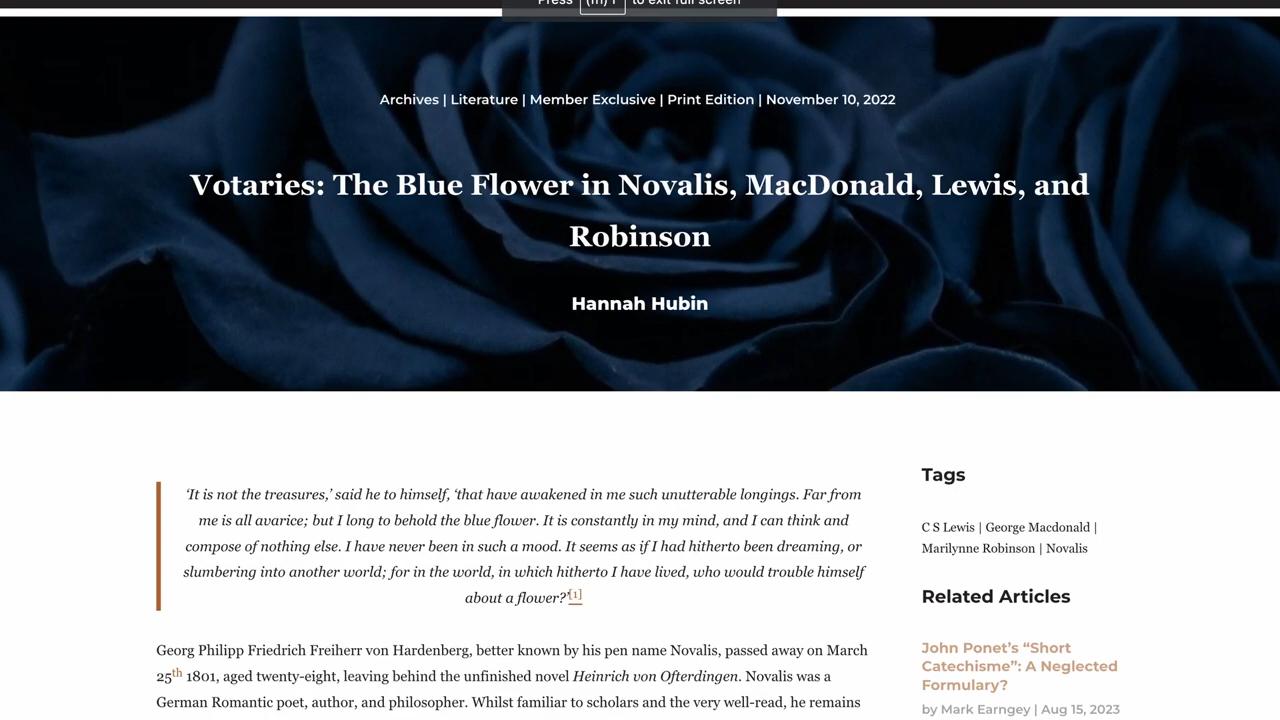 Press (fn) F to exit full screen
Archives | Literature | Member Exclusive | Print Edition | November 10, 2022
Votaries: The Blue Flower in Novalis, MacDonald, Lewis, and
Robinson
Hannah Hubin
‘It is not the treasures,’ said he to himself, ‘that have awakened in me such unutterable longings. Far from
me is all avarice; but I long to behold the blue flower. It is constantly in my mind, and I can think and
compose of nothing else. I have never been in such a mood. It seems as if I had hitherto been dreaming, or
slumbering into another world; for in the world, in which hitherto I have lived, who would trouble himself
about a flower?’[1]
Georg Philipp Friedrich Freiherr von Hardenberg, better known by his pen name Novalis, passed away on March
25th 1801, aged twenty-eight, leaving behind the unfinished novel Heinrich von Ofterdingen. Novalis was a
German Romantic poet, author, and philosopher. Whilst familiar to scholars and the very well-read, he remains
Tags
C S Lewis | George Macdonald |
Marilynne Robinson | Novalis
Related Articles
John Ponet’s “Short
Catechisme”: A Neglected
Formulary?
by Mark Earngey | Aug 15, 2023